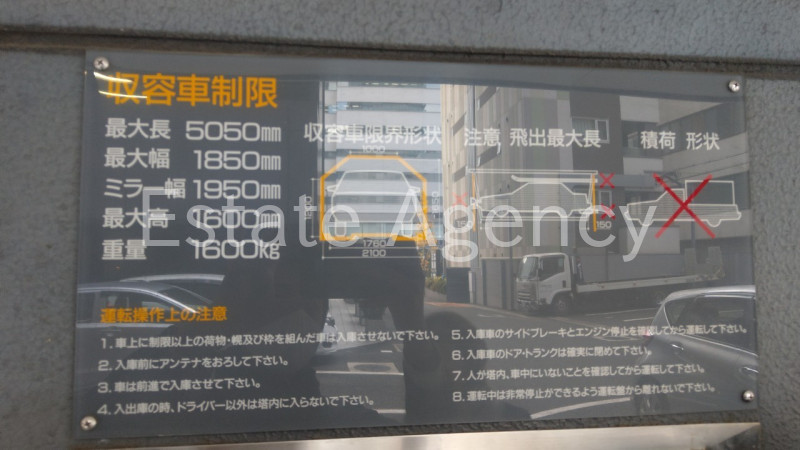 収容車制限
最大長 5050mm
最大幅 1850mm
ミラー幅 1950mm
最大高 1600mm
重量 1600kg
収容車限界形状
注意 飛出最大長
積荷 形状
1760
2100
150
Estate Agency
運転操作上の注意
1. 車上に制限以上の荷物・幌及び枠を組んだ車は入庫させないで下さい。
2. 入庫前にアンテナをおろして下さい。
3. 車は前進で入庫させて下さい。
4. 入出庫の時、ドライバー以外は塔内に入らないで下さい。
5. 入庫車のサイドブレーキとエンジン停止を確認してから運転して下さい。
6. 入庫車のドア・トランクは確実に閉めて下さい。
7. 人が塔内、車中にいないことを確認してから運転して下さい。
8. 運転中は非常停止ができるよう運転盤から離れないで下さい。